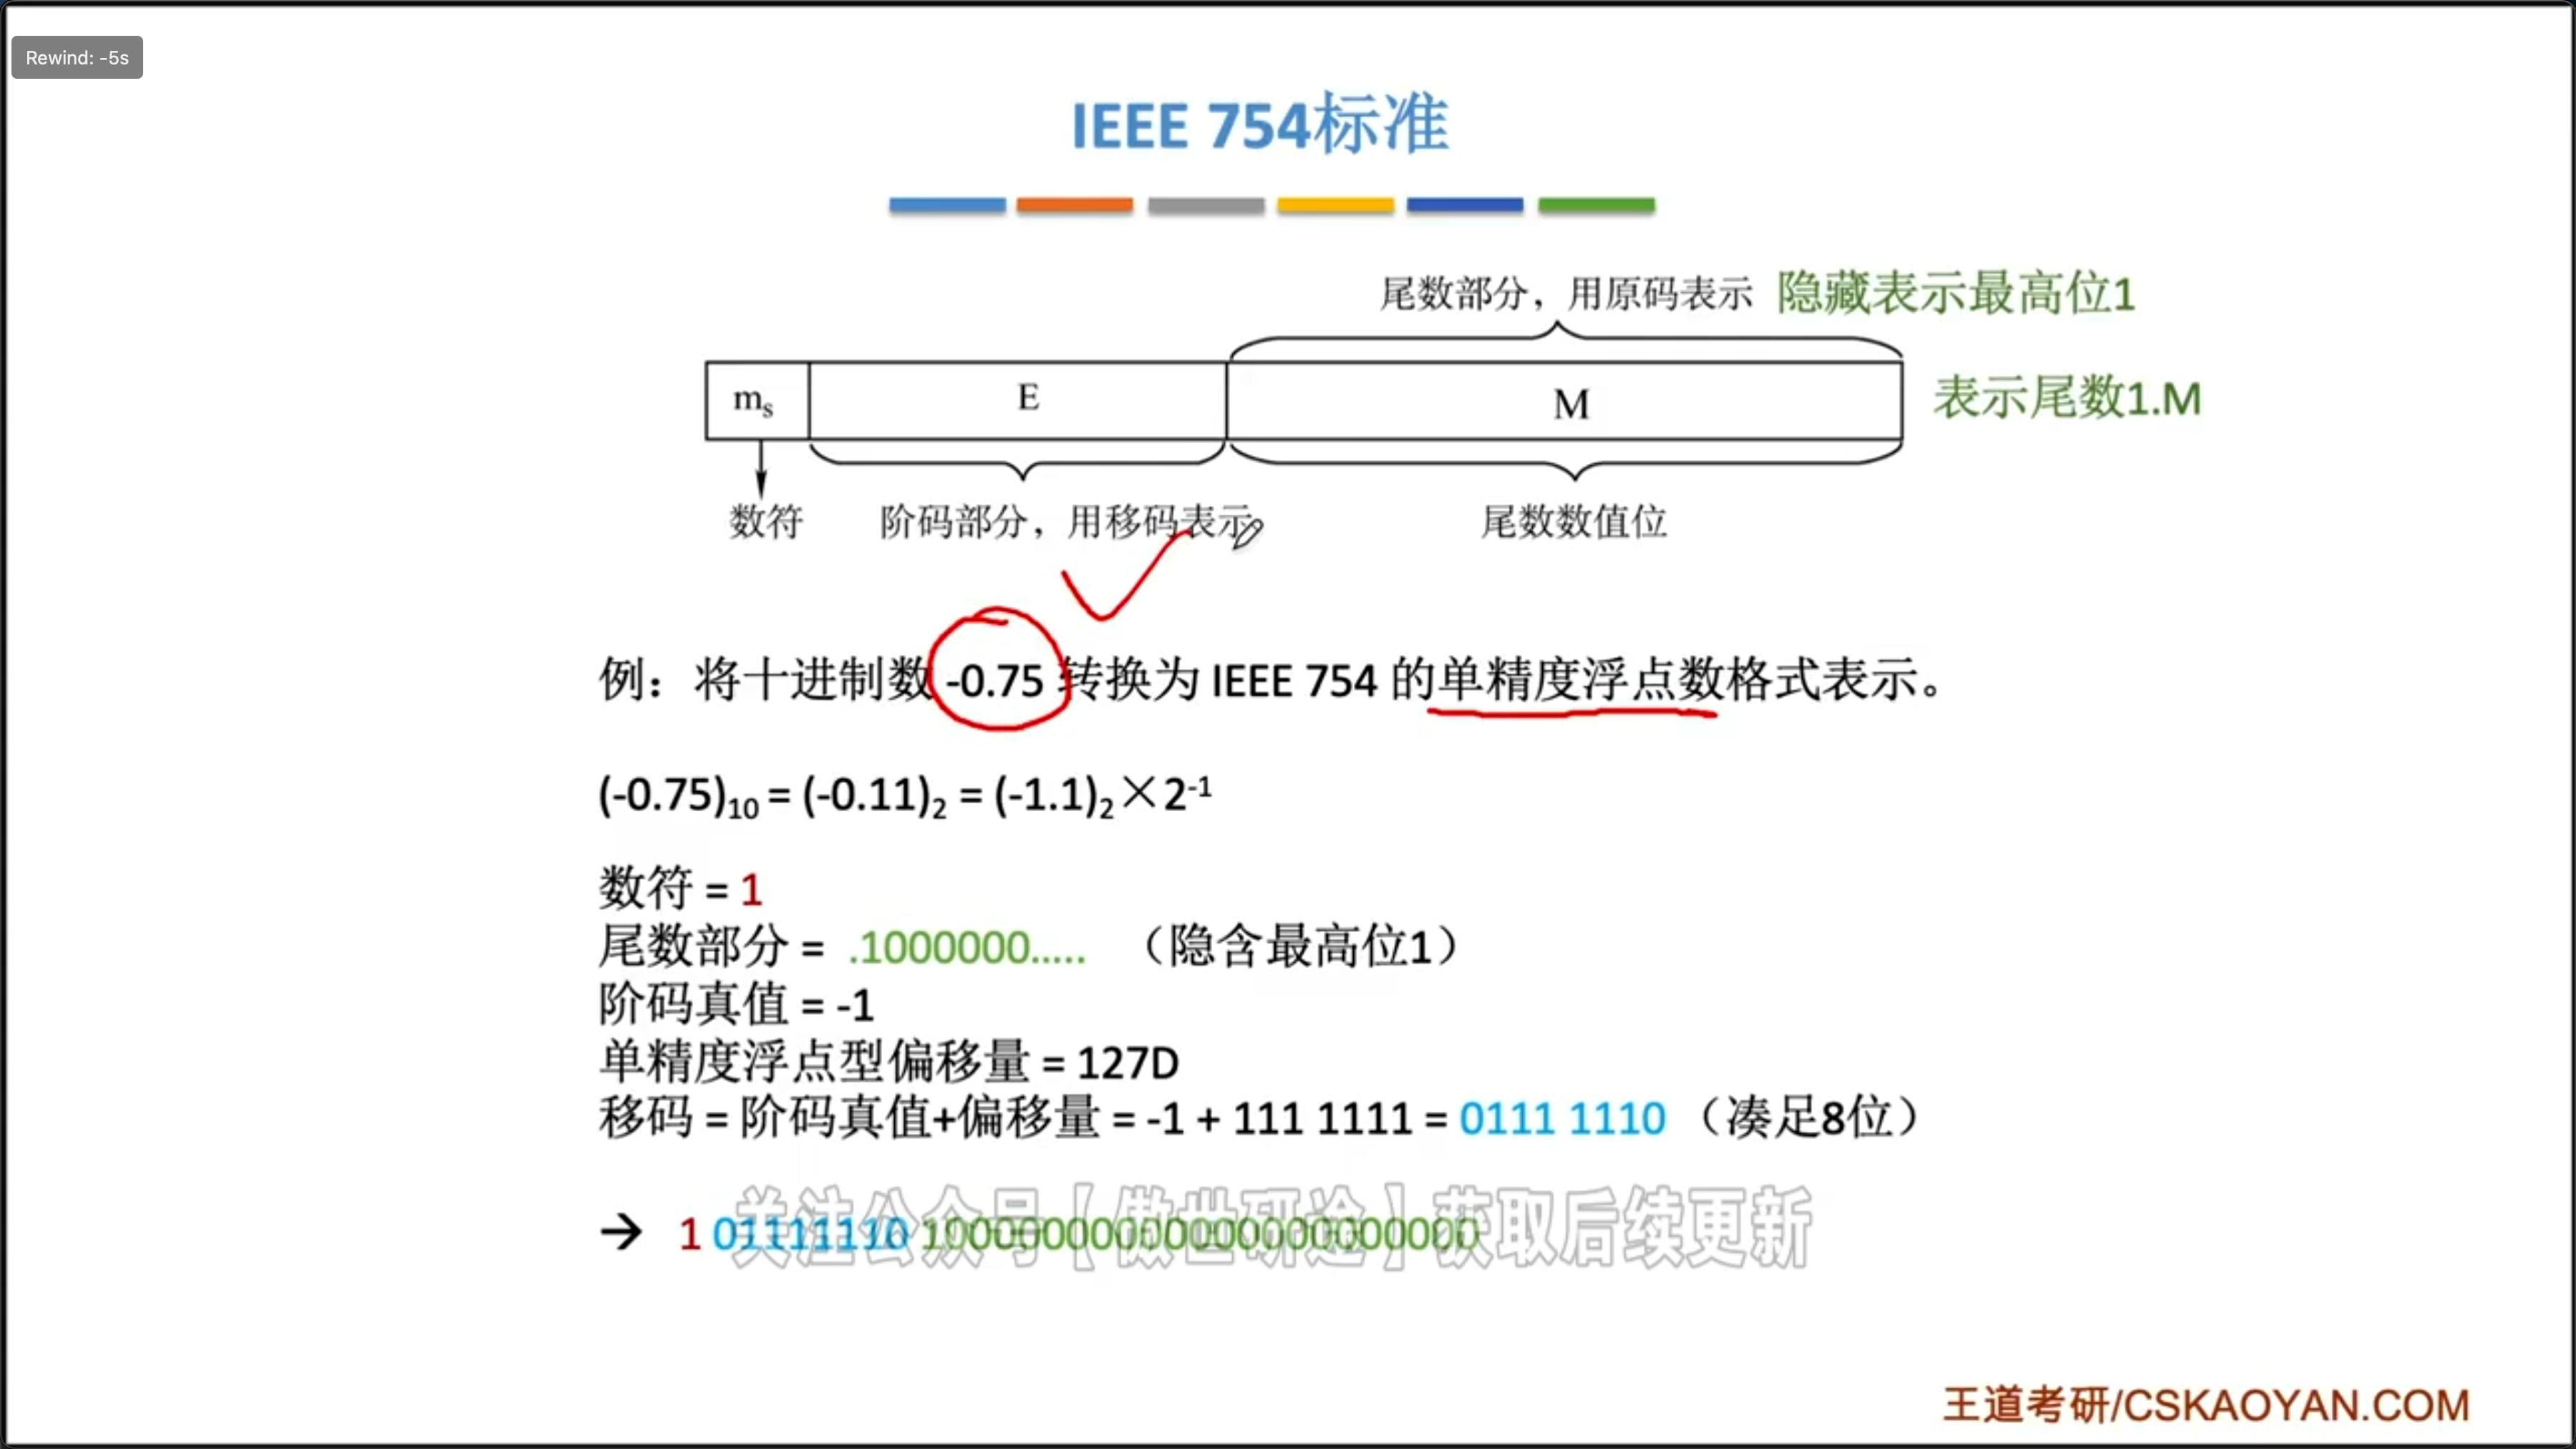 Rewind: -5s
IEEE 754标准
尾数部分，用原码表示 隐藏表示最高位1
mₛ E M 表示尾数1.M
数符 阶码部分，用移码表示 尾数数值位
例：将十进制数 -0.75 转换为 IEEE 754 的单精度浮点数格式表示。
(-0.75)₁₀ = (-0.11)₂ = (-1.1)₂×2⁻¹
数符 = 1
尾数部分 = .1000000..... （隐含最高位1）
阶码真值 = -1
单精度浮点型偏移量 = 127D
移码 = 阶码真值+偏移量 = -1 + 111 1111 = 0111 1110 （凑足8位）
→ 1 01111110 10000000000000000000000
关注公众号【傲世研途】获取后续更新
王道考研/CSKAOYAN.COM